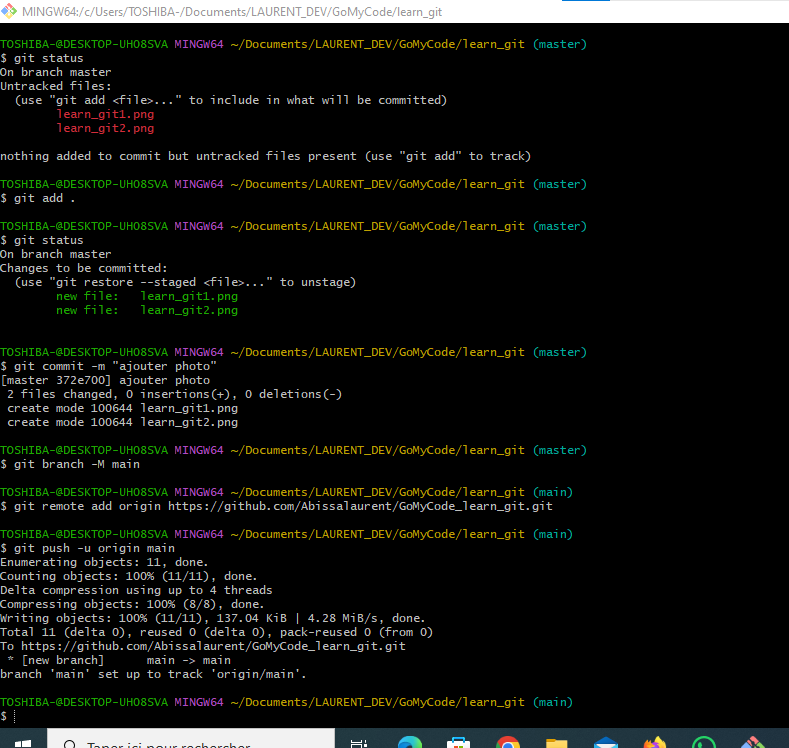 MINGW64:/c/Users/TOSHIBA-/Documents/LAURENT_DEV/GoMyCode/learn_git
TOSHIBA-@DESKTOP-UHO8SVA MINGW64 ~/Documents/LAURENT_DEV/GoMyCode/learn_git (master)
$ git status
On branch master
Untracked files:
(use "git add <file>..." to include in what will be committed)
learn_git1.png
learn_git2.png
nothing added to commit but untracked files present (use "git add" to track)
TOSHIBA-@DESKTOP-UHO8SVA MINGW64 ~/Documents/LAURENT_DEV/GoMyCode/learn_git (master)
$ git add .
TOSHIBA-@DESKTOP-UHO8SVA MINGW64 ~/Documents/LAURENT_DEV/GoMyCode/learn_git (master)
$ git status
On branch master
Changes to be committed:
(use "git restore --staged <file>..." to unstage)
new file:   learn_git1.png
new file:   learn_git2.png
TOSHIBA-@DESKTOP-UHO8SVA MINGW64 ~/Documents/LAURENT_DEV/GoMyCode/learn_git (master)
$ git commit -m "ajouter photo"
[master 372e700] ajouter photo
2 files changed, 0 insertions(+), 0 deletions(-)
create mode 100644 learn_git1.png
create mode 100644 learn_git2.png
TOSHIBA-@DESKTOP-UHO8SVA MINGW64 ~/Documents/LAURENT_DEV/GoMyCode/learn_git (master)
$ git branch -M main
TOSHIBA-@DESKTOP-UHO8SVA MINGW64 ~/Documents/LAURENT_DEV/GoMyCode/learn_git (main)
$ git remote add origin https://github.com/Abissalaurent/GoMyCode_learn_git.git
TOSHIBA-@DESKTOP-UHO8SVA MINGW64 ~/Documents/LAURENT_DEV/GoMyCode/learn_git (main)
$ git push -u origin main
Enumerating objects: 11, done.
Counting objects: 100% (11/11), done.
Delta compression using up to 4 threads
Compressing objects: 100% (8/8), done.
Writing objects: 100% (11/11), 137.04 KiB | 4.28 MiB/s, done.
Total 11 (delta 0), reused 0 (delta 0), pack-reused 0 (from 0)
To https://github.com/Abissalaurent/GoMyCode_learn_git.git
* [new branch]      main -> main
branch 'main' set up to track 'origin/main'.
TOSHIBA-@DESKTOP-UHO8SVA MINGW64 ~/Documents/LAURENT_DEV/GoMyCode/learn_git (main)
$
Taper ici pour rechercher